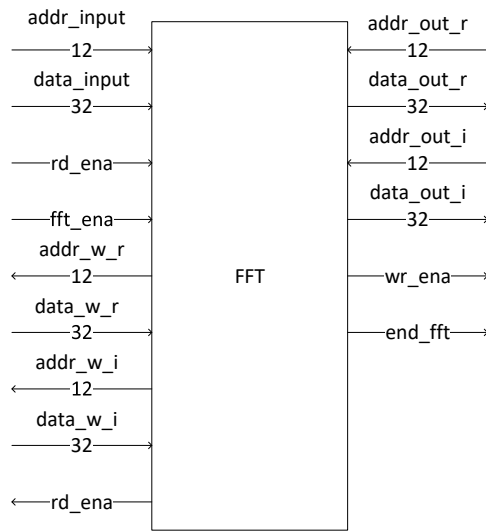 addr_input
12
data_input
32
rd_ena
fft_ena
addr_w_r
12
data_w_r
32
addr_w_i
12
data_w_i
32
rd_ena
FFT
addr_out_r
12
data_out_r
32
addr_out_i
12
data_out_i
32
wr_ena
end_fft